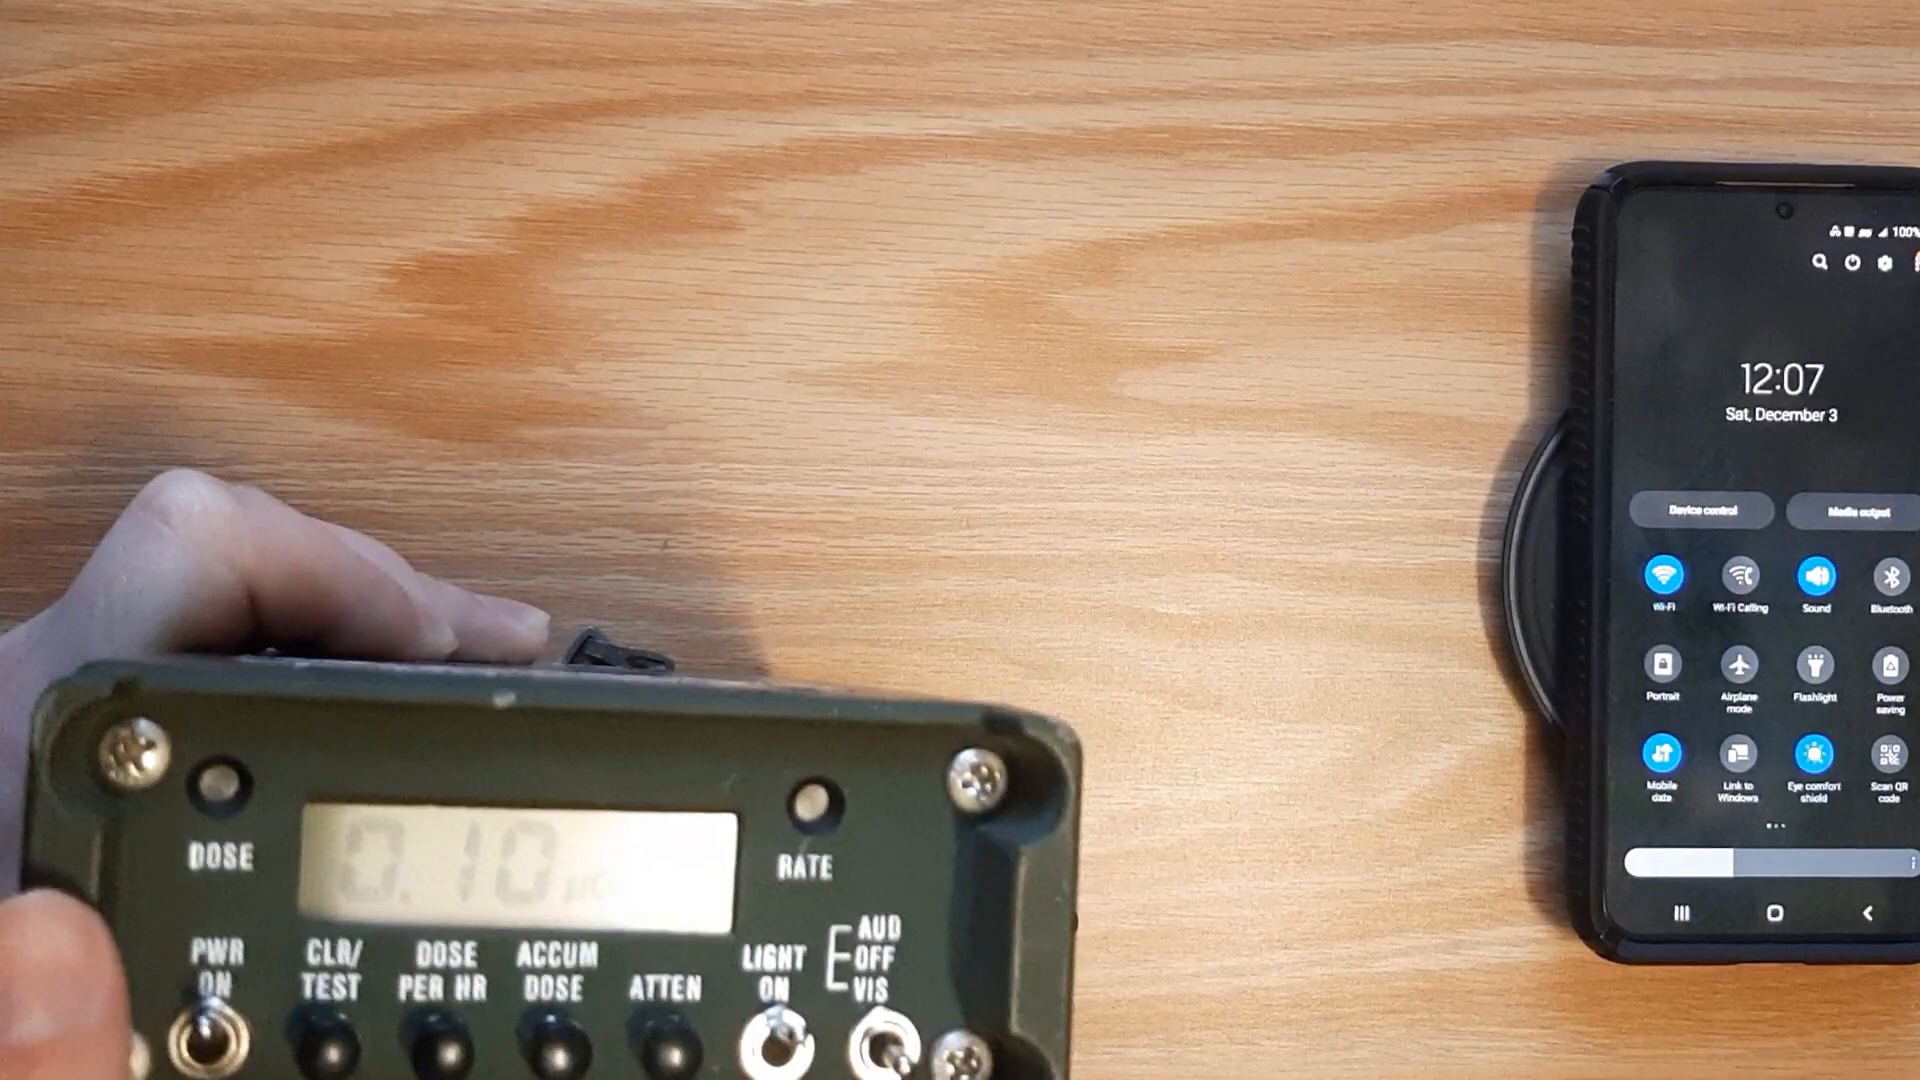 100%
12:07
Sat, December 3
Device control
Media output
Wi-Fi
Wi-Fi Calling
Sound
Bluetooth
Portrait
Airplane
mode
Flashlight
Power
saving
Mobile
data
Link to
Windows
Eye comfort
shield
Scan QR
code
DOSE
0.10
RATE
PWR
ON
CLR/
TEST
DOSE
PER HR
ACCUM
DOSE
ATTEN
LIGHT
ON
AUD
OFF
VIS